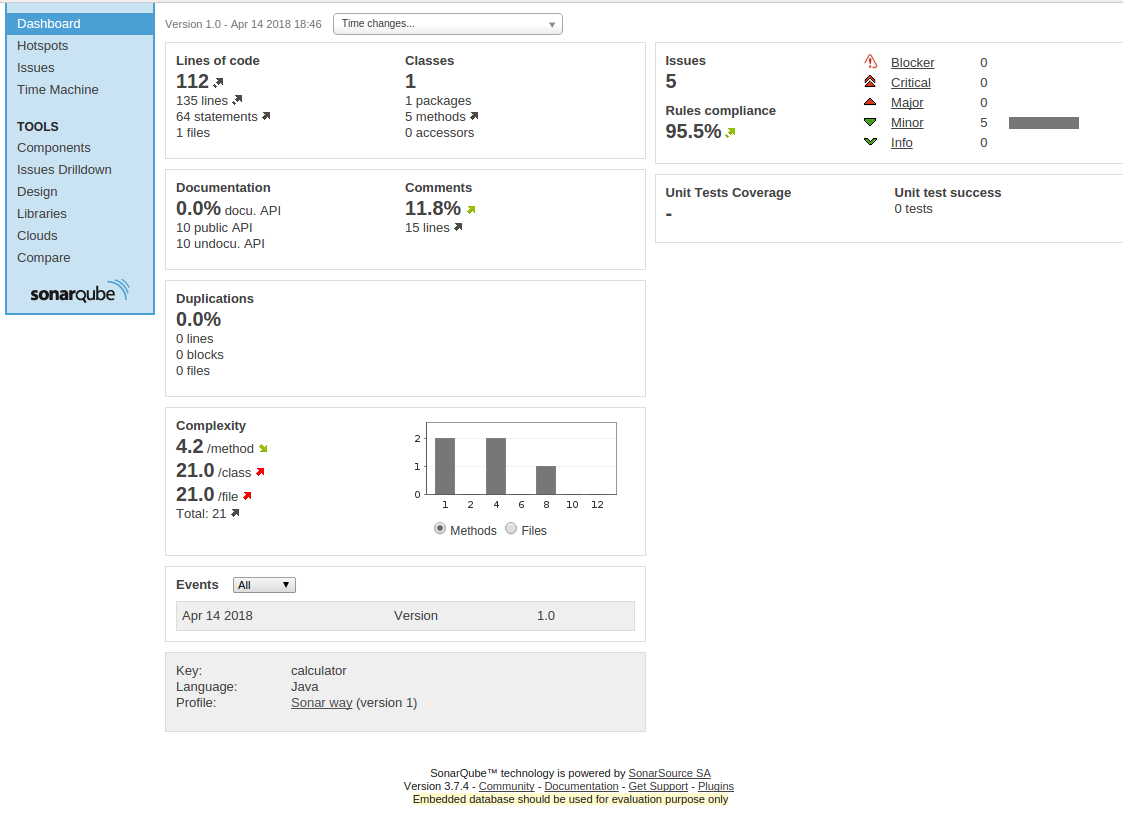 Dashboard
Hotspots
Issues
Time Machine
TOOLS
Components
Issues Drilldown
Design
Libraries
Clouds
Compare
sonarqube
Version 1.0 - Apr 14 2018 18:46
Time changes...
Lines of code
112
135 lines
64 statements
1 files
Classes
1
1 packages
5 methods
0 accessors
Documentation
0.0% docu. API
10 public API
10 undocu. API
Comments
11.8%
15 lines
Duplications
0.0%
0 lines
0 blocks
0 files
Complexity
4.2 /method
21.0 /class
21.0 /file
Total: 21
2
1
0
1 2 4 6 8 10 12
Methods Files
Events All
Apr 14 2018 Version 1.0
Key: calculator
Language: Java
Profile: Sonar way (version 1)
Issues
5
Rules compliance
95.5%
Blocker 0
Critical 0
Major 0
Minor 5
Info 0
Unit Tests Coverage
-
Unit test success
0 tests
SonarQube™ technology is powered by SonarSource SA
Version 3.7.4 - Community - Documentation - Get Support - Plugins
Embedded database should be used for evaluation purpose only